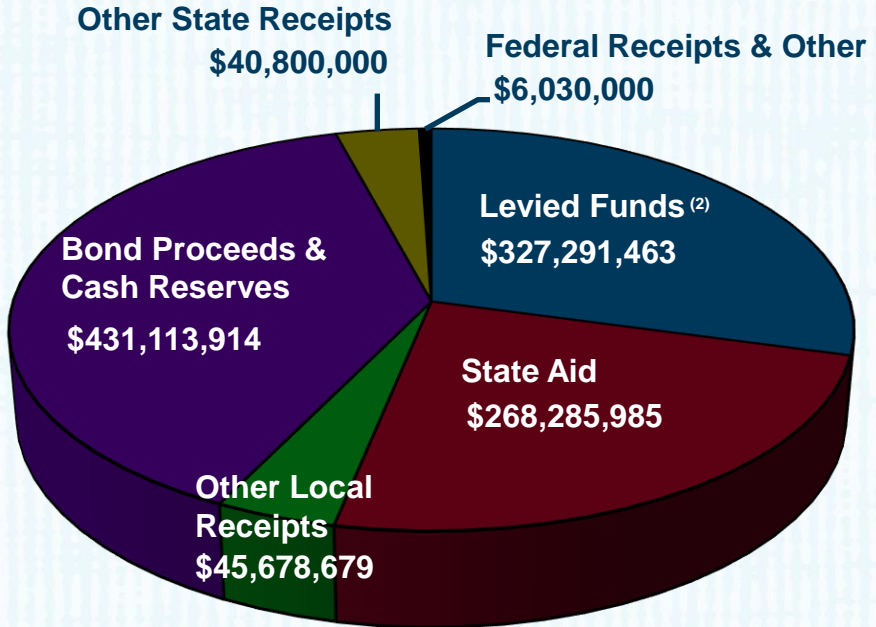 Other State Receipts
$40,800,000
Federal Receipts & Other
$6,030,000
Levied Funds (2)
$327,291,463
Bond Proceeds &
Cash Reserves
$431,113,914
State Aid
$268,285,985
Other Local
Receipts
$45,678,679